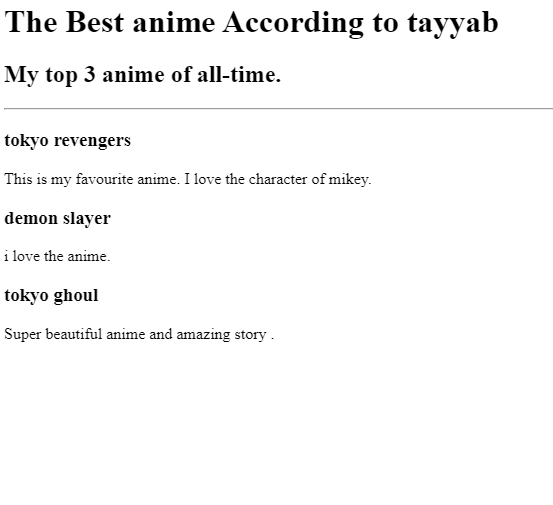 The Best anime According to tayyab
My top 3 anime of all-time.
tokyo revengers
This is my favourite anime. I love the character of mikey.
demon slayer
i love the anime.
tokyo ghoul
Super beautiful anime and amazing story .